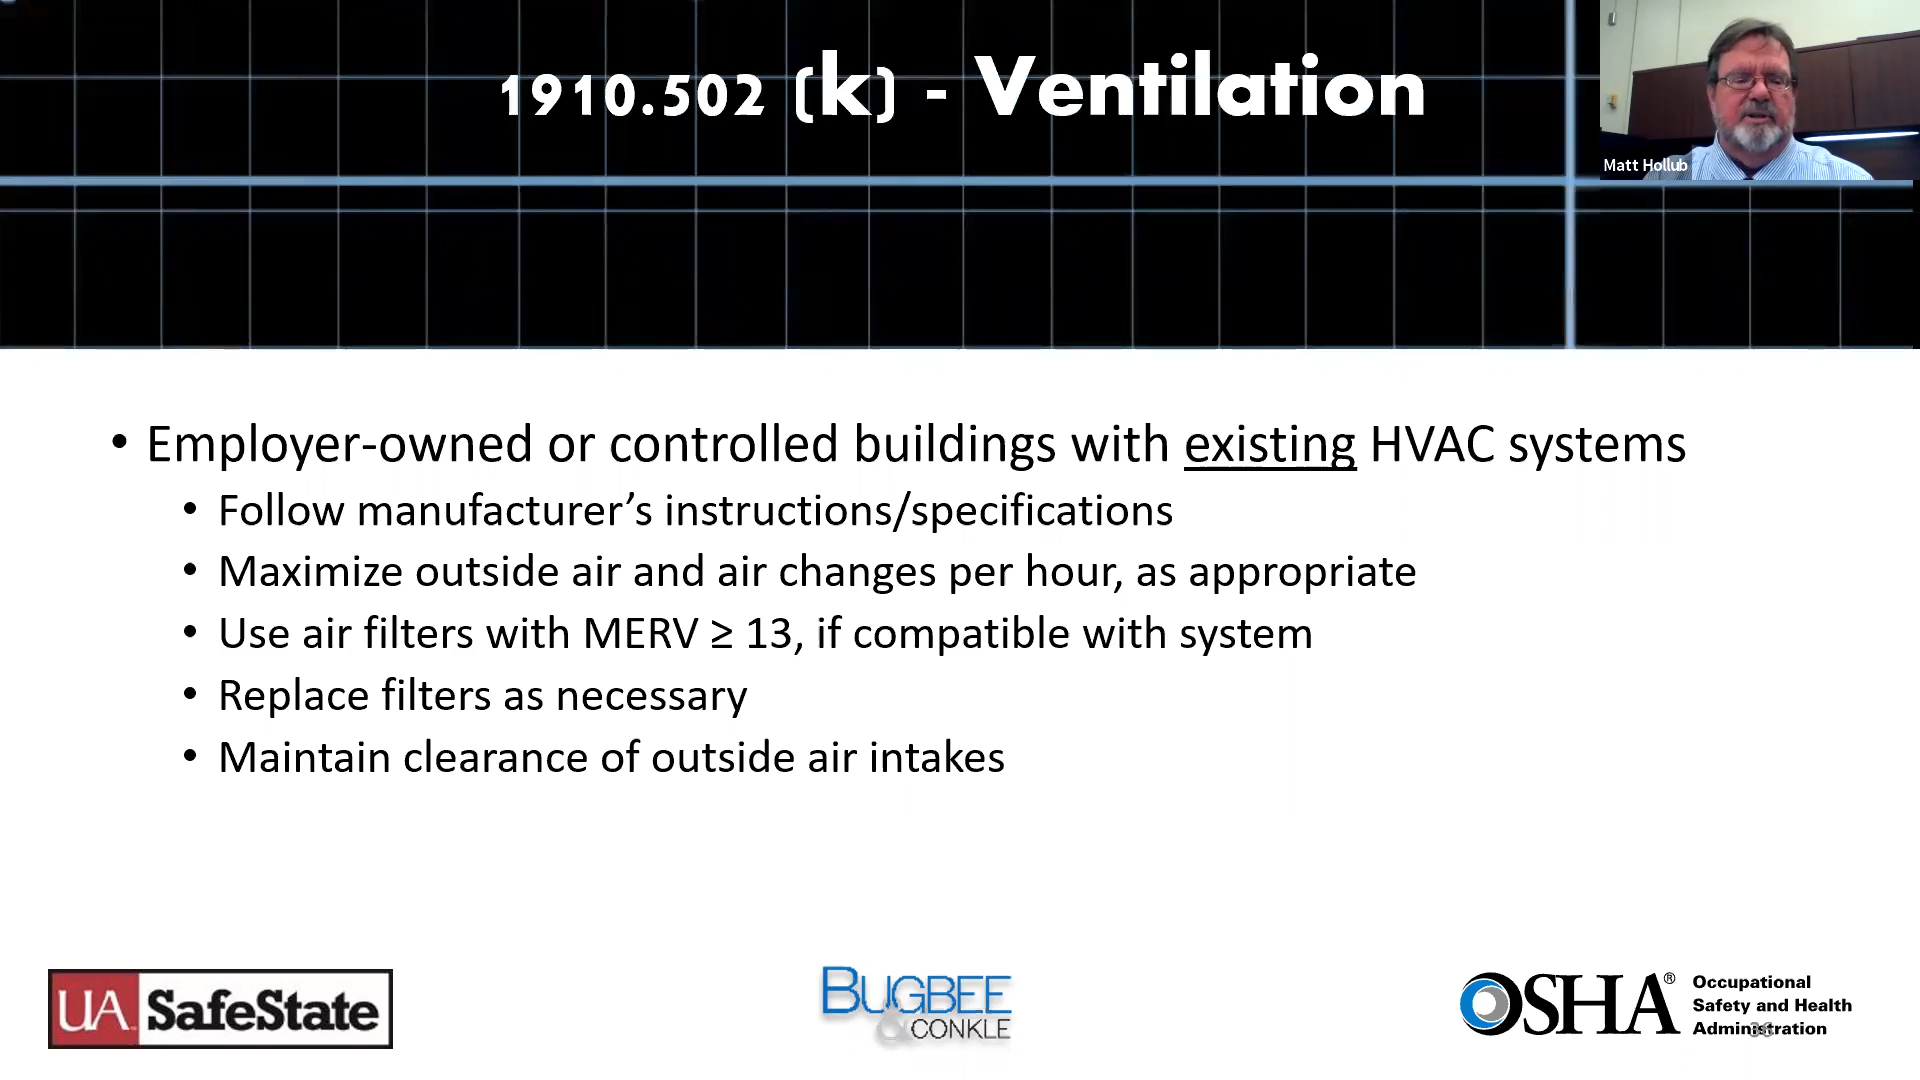 1910.502 (k) - Ventilation
Matt Hollub
• Employer-owned or controlled buildings with existing HVAC systems
• Follow manufacturer’s instructions/specifications
• Maximize outside air and air changes per hour, as appropriate
• Use air filters with MERV ≥ 13, if compatible with system
• Replace filters as necessary
• Maintain clearance of outside air intakes
UA SafeState
BUGBEE
& CONKLE
OSHA®
Occupational
Safety and Health
Administration
36